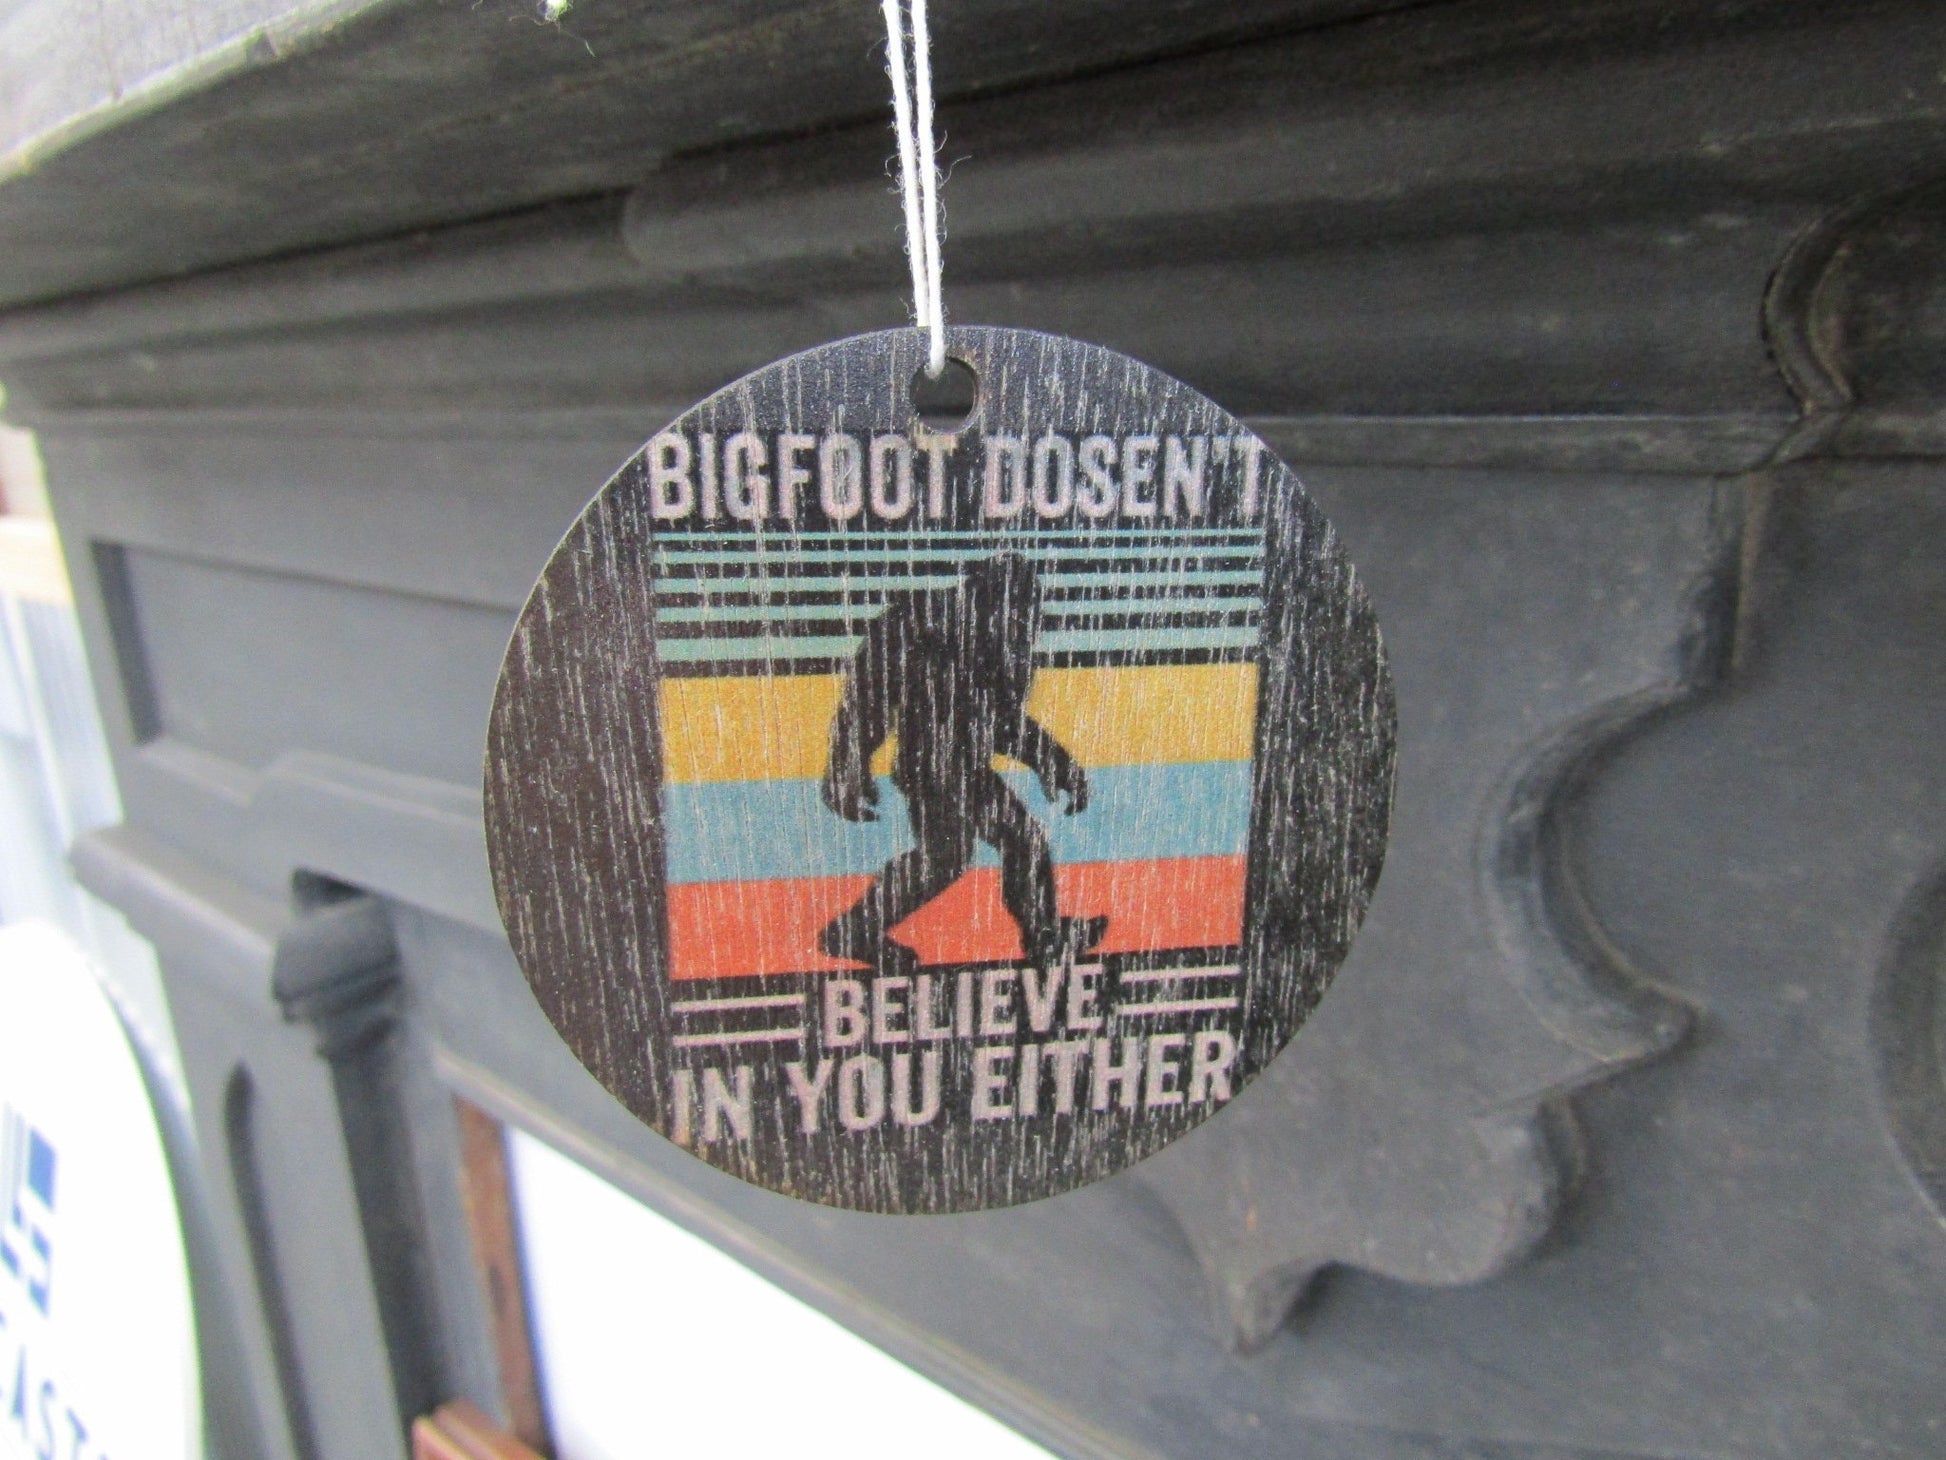 BIGFOOT DOSEN'T
BELIEVE
IN YOU EITHER